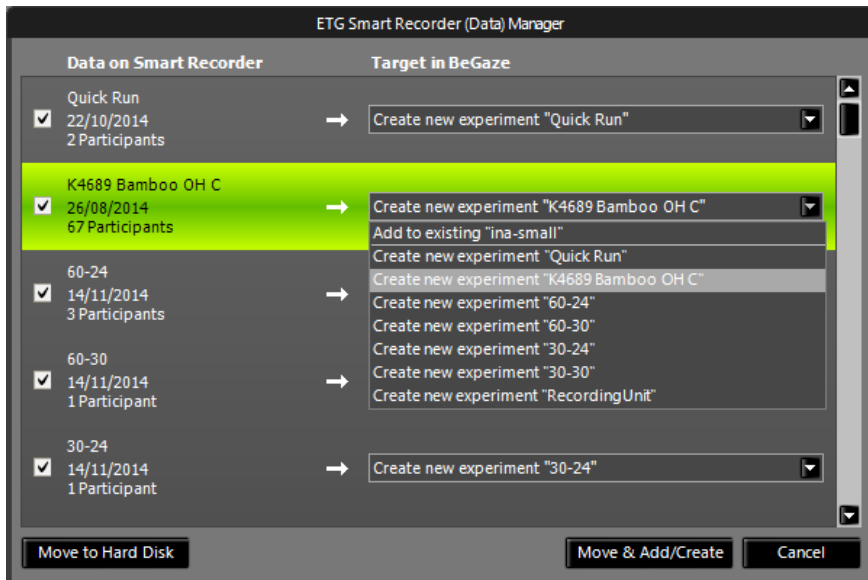 ETG Smart Recorder (Data) Manager
Data on Smart Recorder
Target in BeGaze
Quick Run
22/10/2014
2 Participants
Create new experiment "Quick Run"
K4689 Bamboo OH C
26/08/2014
67 Participants
Create new experiment "K4689 Bamboo OH C"
Add to existing "ina-small"
Create new experiment "Quick Run"
Create new experiment "K4689 Bamboo OH C"
Create new experiment "60-24"
Create new experiment "60-30"
Create new experiment "30-24"
Create new experiment "30-30"
Create new experiment "RecordingUnit"
60-24
14/11/2014
3 Participants
60-30
14/11/2014
1 Participant
30-24
14/11/2014
1 Participant
Create new experiment "30-24"
Move to Hard Disk
Move & Add/Create
Cancel